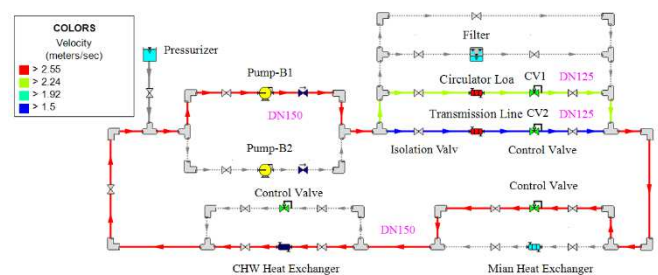 COLORS
Velocity
(meters/sec)
> 2.55
> 2.24
> 1.92
> 1.5
Pressurizer
Filter
Pump-B1
Circulator Loa
CV1
DN125
DN150
Transmission Line
CV2
DN125
Pump-B2
Isolation Valv
Control Valve
Control Valve
Control Valve
DN150
CHW Heat Exchanger
Mian Heat Exchanger